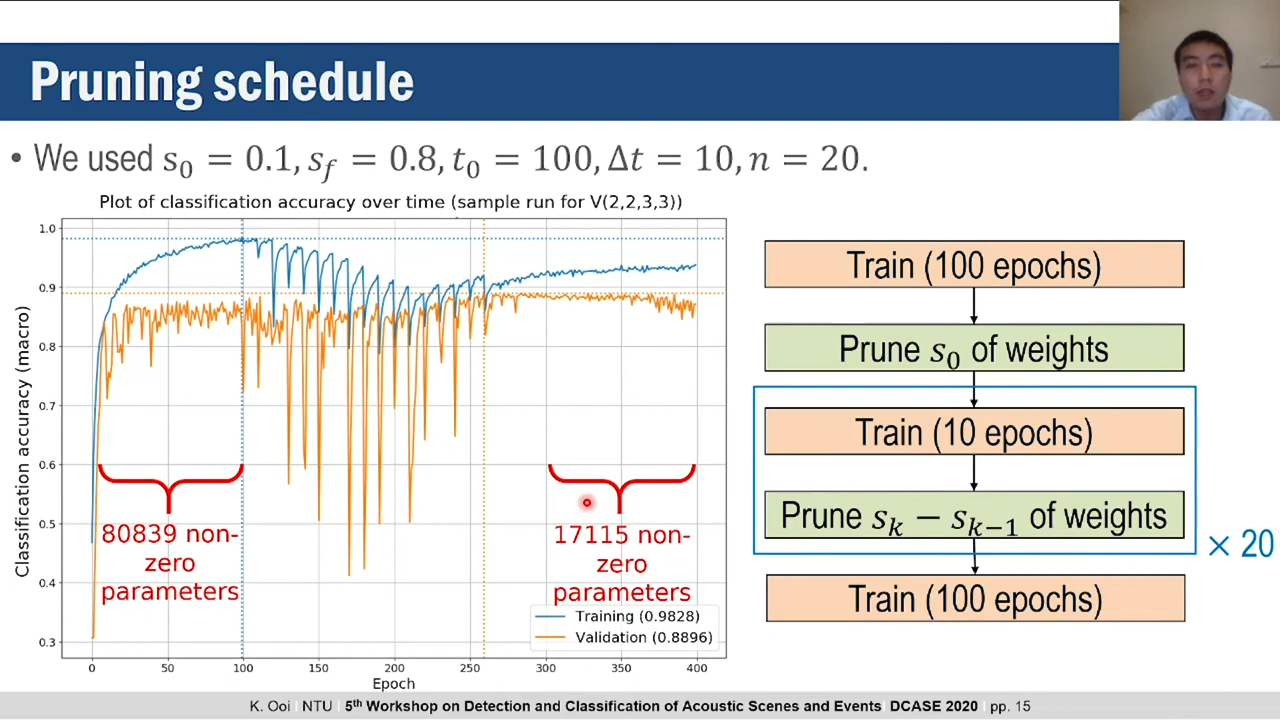 Pruning schedule
• We used s₀ = 0.1, s_f = 0.8, t₀ = 100, Δt = 10, n = 20.
Plot of classification accuracy over time (sample run for V(2,2,3,3))
Classification accuracy (macro)
1.0
0.9
0.8
0.7
0.6
0.5
0.4
0.3
80839 non-
zero
parameters
17115 non-
zero
parameters
Training (0.9828)
Validation (0.8896)
0 50 100 150 200 250 300 350 400
Epoch
Train (100 epochs)
Prune s₀ of weights
Train (10 epochs)
Prune sₖ − sₖ₋₁ of weights
× 20
Train (100 epochs)
K. Ooi | NTU | 5th Workshop on Detection and Classification of Acoustic Scenes and Events | DCASE 2020 | pp. 15